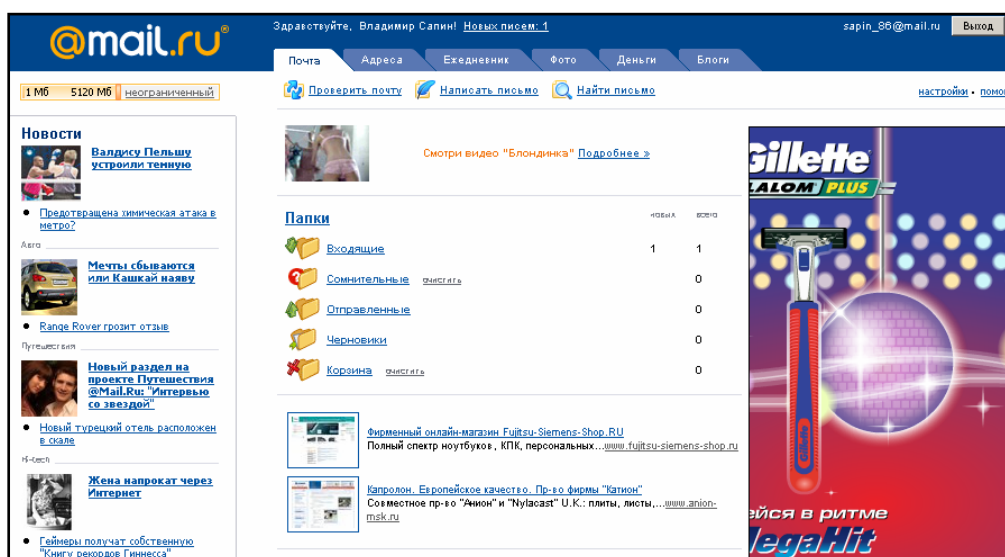 @mail.ru®
Здравствуйте, Владимир Сапин! Новых писем: 1
sapin_86@mail.ru
Выход
Почта
Адреса
Ежедневник
Фото
Деньги
Блоги
1 Мб 5120 Мб неограниченный
Проверить почту
Написать письмо
Найти письмо
настройки • помо
Новости
Валдису Пельшу
устроили темную
Предотвращена химическая атака в
метро?
Авто
Мечты сбываются
или Кашкай наяву
Range Rover грозит отзыв
Путешествия
Новый раздел на
проекте Путешествия
@Mail.Ru: "Интервью
со звездой"
Новый турецкий отель расположен
в скале
Hi-tech
Жена напрокат через
Интернет
Геймеры получат собственную
"Книгу рекордов Гиннесса"
Смотри видео "Блондинка" Подробнее »
Папки
новых всего
Входящие 1 1
Сомнительные очистить 0
Отправленные 0
Черновики 0
Корзина очистить 0
Фирменный онлайн-магазин Fujitsu-Siemens-Shop.RU
Полный спектр ноутбуков, КПК, персональных...www.fujitsu-siemens-shop.ru
Капролон. Европейское качество. Пр-во фирмы "Катион"
Совместное пр-во "Анион" и "Nylacast" U.K.: плиты, листы,...www.anion-
msk.ru
Gillette
LALOM PLUS
Gillette
ейся в ритме
MegaHit